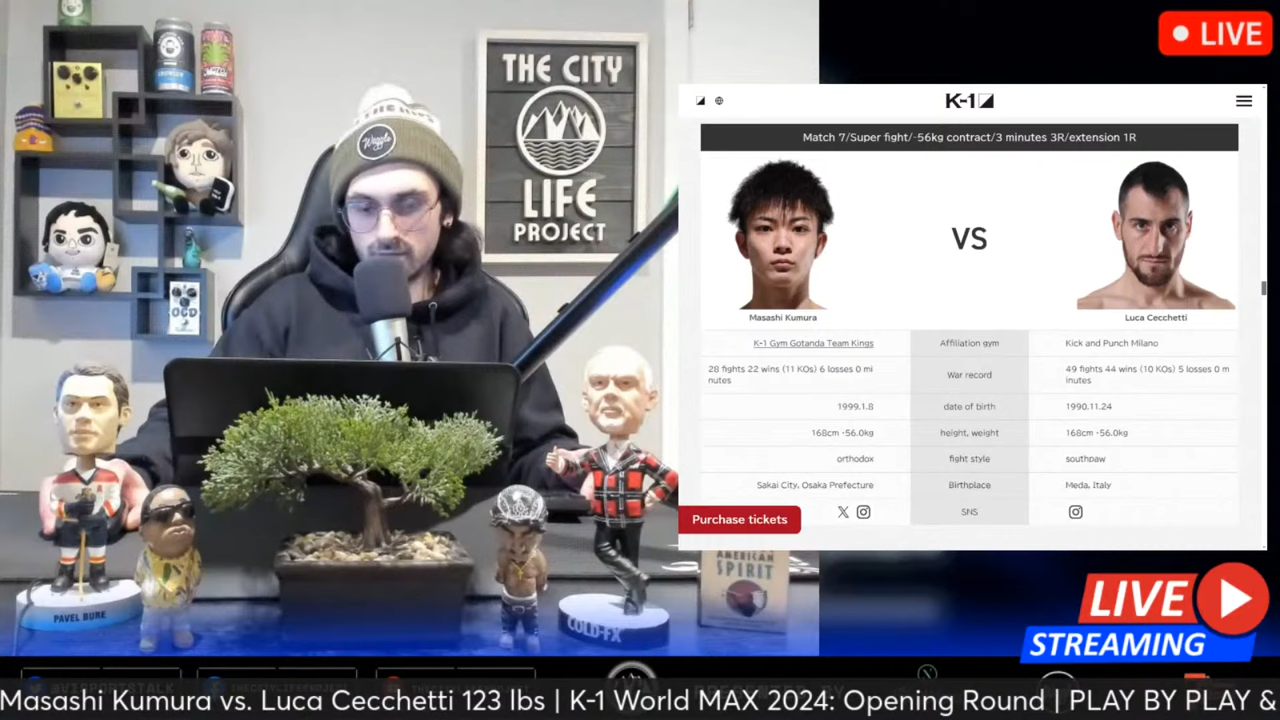 LIVE
THE CITY
LIFE
PROJECT
THE
Waggle
OCD
K-1
Match 7/Super fight/-56kg contract/3 minutes 3R/extension 1R
VS
Masashi Kumura
Luca Cecchetti
K-1 Gym Gotanda Team Kings
Affiliation gym
Kick and Punch Milano
28 fights 22 wins (11 KOs) 6 losses 0 mi
nutes
War record
49 fights 44 wins (10 KOs) 5 losses 0 m
inutes
1999.1.8
date of birth
1990.11.24
168cm -56.0kg
height, weight
168cm -56.0kg
orthodox
fight style
southpaw
Sakai City, Osaka Prefecture
Birthplace
Meda, Italy
SNS
Purchase tickets
AMERICAN
SPIRIT
PAVEL BURE
COLD-FX
LIVE
STREAMING
Masashi Kumura vs. Luca Cecchetti 123 lbs | K-1 World MAX 2024: Opening Round | PLAY BY PLAY &